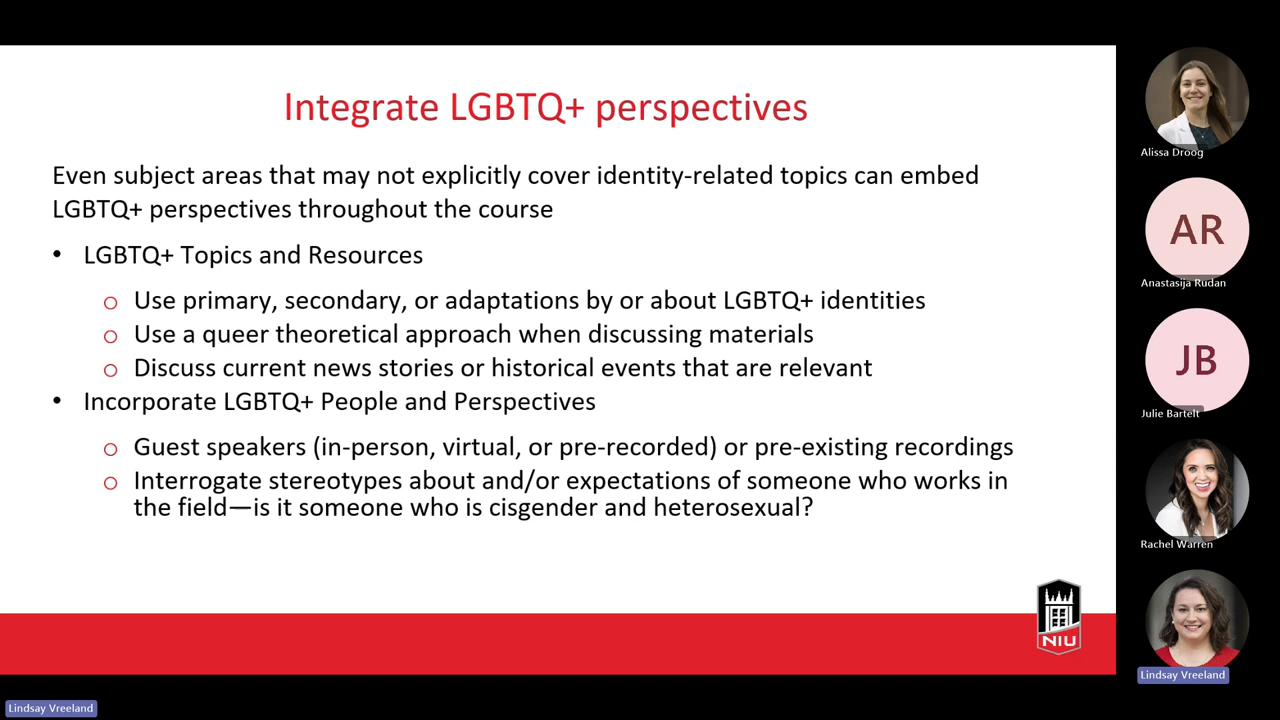 Integrate LGBTQ+ perspectives
Even subject areas that may not explicitly cover identity-related topics can embed
LGBTQ+ perspectives throughout the course
• LGBTQ+ Topics and Resources
o Use primary, secondary, or adaptations by or about LGBTQ+ identities
o Use a queer theoretical approach when discussing materials
o Discuss current news stories or historical events that are relevant
• Incorporate LGBTQ+ People and Perspectives
o Guest speakers (in-person, virtual, or pre-recorded) or pre-existing recordings
o Interrogate stereotypes about and/or expectations of someone who works in
the field—is it someone who is cisgender and heterosexual?
NIU
Alissa Droog
AR
Anastasija Rudan
JB
Julie Bartelt
Rachel Warren
Lindsay Vreeland
Lindsay Vreeland